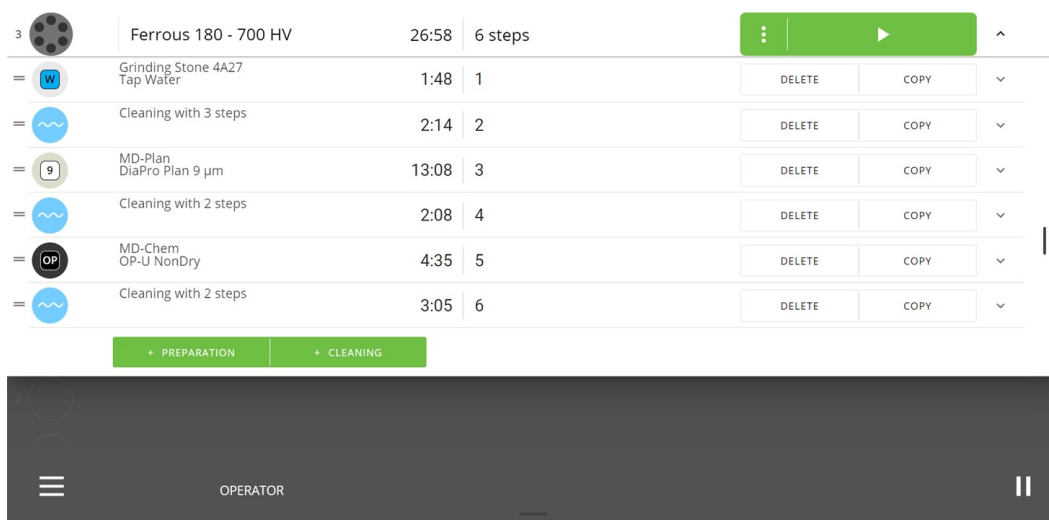 3 Ferrous 180 - 700 HV 26:58 6 steps
W Grinding Stone 4A27
Tap Water 1:48 1 DELETE COPY
Cleaning with 3 steps 2:14 2 DELETE COPY
9 MD-Plan
DiaPro Plan 9 µm 13:08 3 DELETE COPY
Cleaning with 2 steps 2:08 4 DELETE COPY
OP MD-Chem
OP-U NonDry 4:35 5 DELETE COPY
Cleaning with 2 steps 3:05 6 DELETE COPY
+ PREPARATION + CLEANING
2
OPERATOR